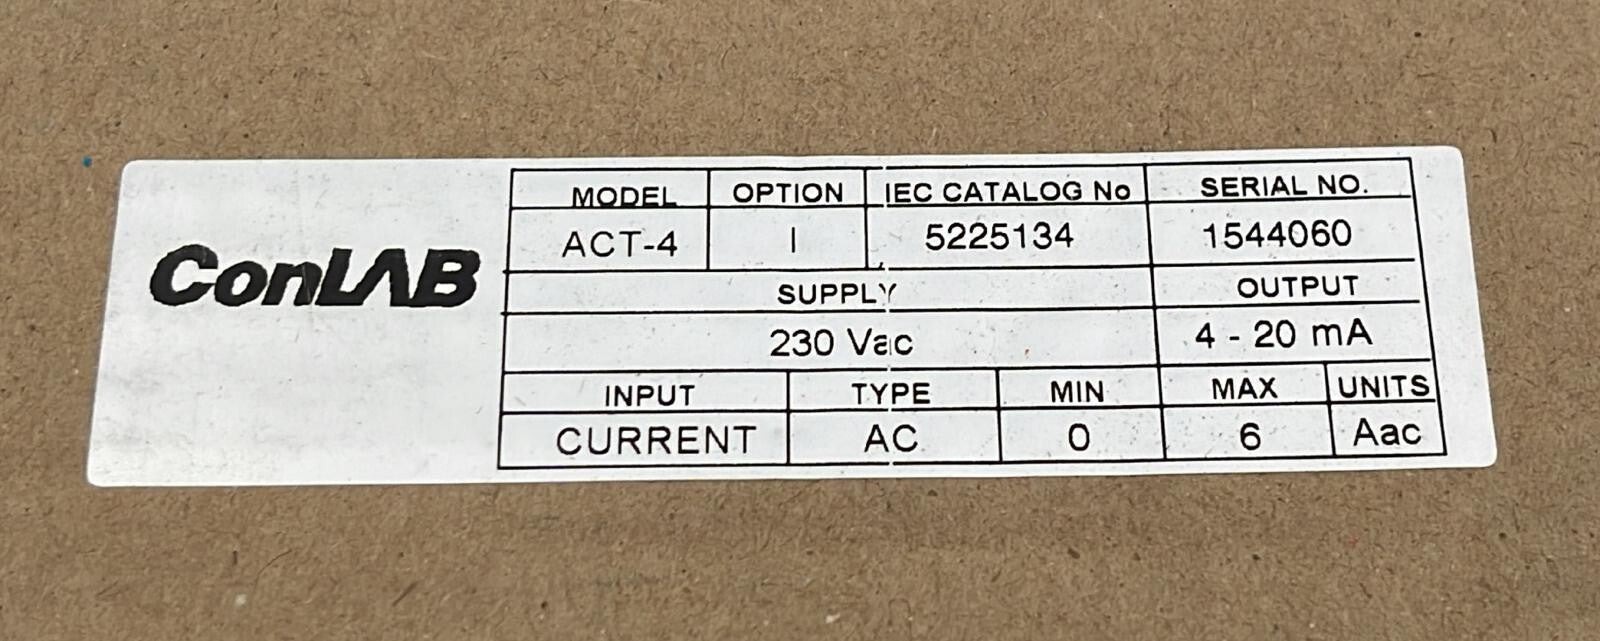 ConLAB
MODEL OPTION IEC CATALOG No SERIAL NO.
ACT-4 I 5225134 1544060
SUPPLY OUTPUT
230 Vac 4 - 20 mA
INPUT TYPE MIN MAX UNITS
CURRENT AC 0 6 Aac